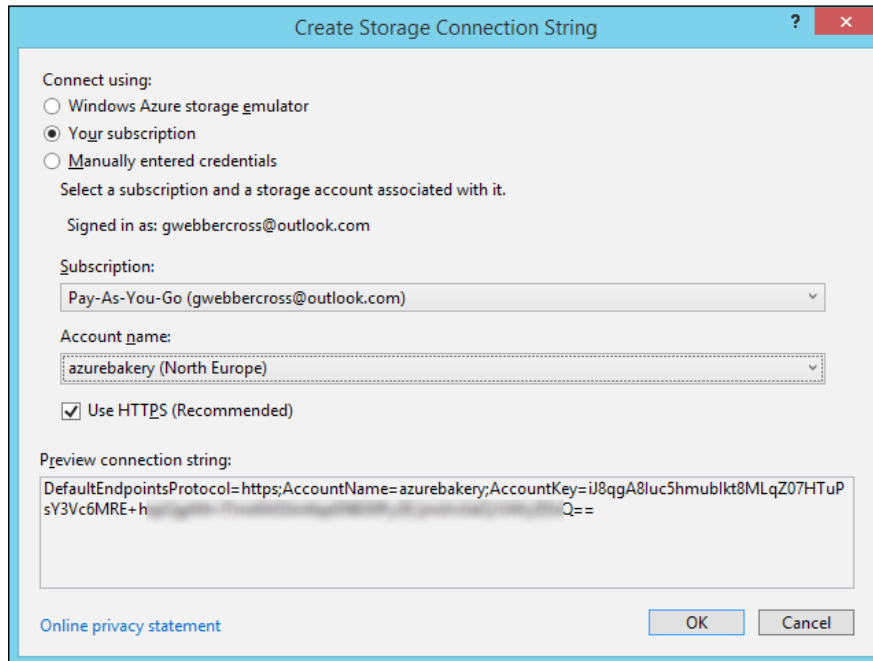 Create Storage Connection String
?
Connect using:
Windows Azure storage emulator
Your subscription
Manually entered credentials
Select a subscription and a storage account associated with it.
Signed in as: gwebbercross@outlook.com
Subscription:
Pay-As-You-Go (gwebbercross@outlook.com)
Account name:
azurebakery (North Europe)
Use HTTPS (Recommended)
Preview connection string:
DefaultEndpointsProtocol=https;AccountName=azurebakery;AccountKey=iJ8qgA8luc5hmublkt8MLqZ07HTuP
sY3Vc6MRE+h Q==
Online privacy statement
OK
Cancel